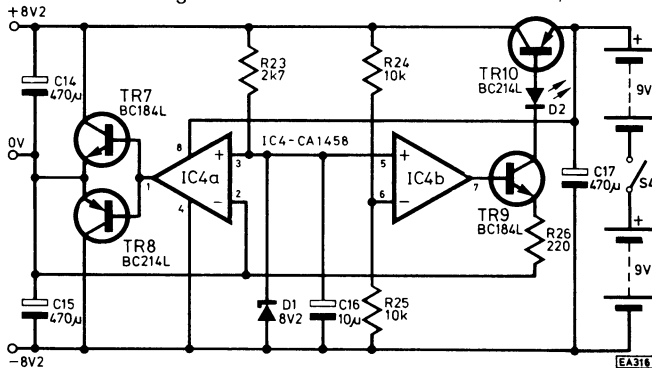 +8V2
C14
470μ
0V
C15
470μ
-8V2
TR7
BC184L
TR8
BC214L
R23
2k7
R24
10k
TR10
BC214L
D2
IC4-CA1458
8
1
4
+
3
IC4a
-
2
5
+
IC4b
6
-
7
TR9
BC184L
R26
220
D1
8V2
C16
10μ
R25
10k
C17
470μ
+
9V
S4
+
9V
EA316